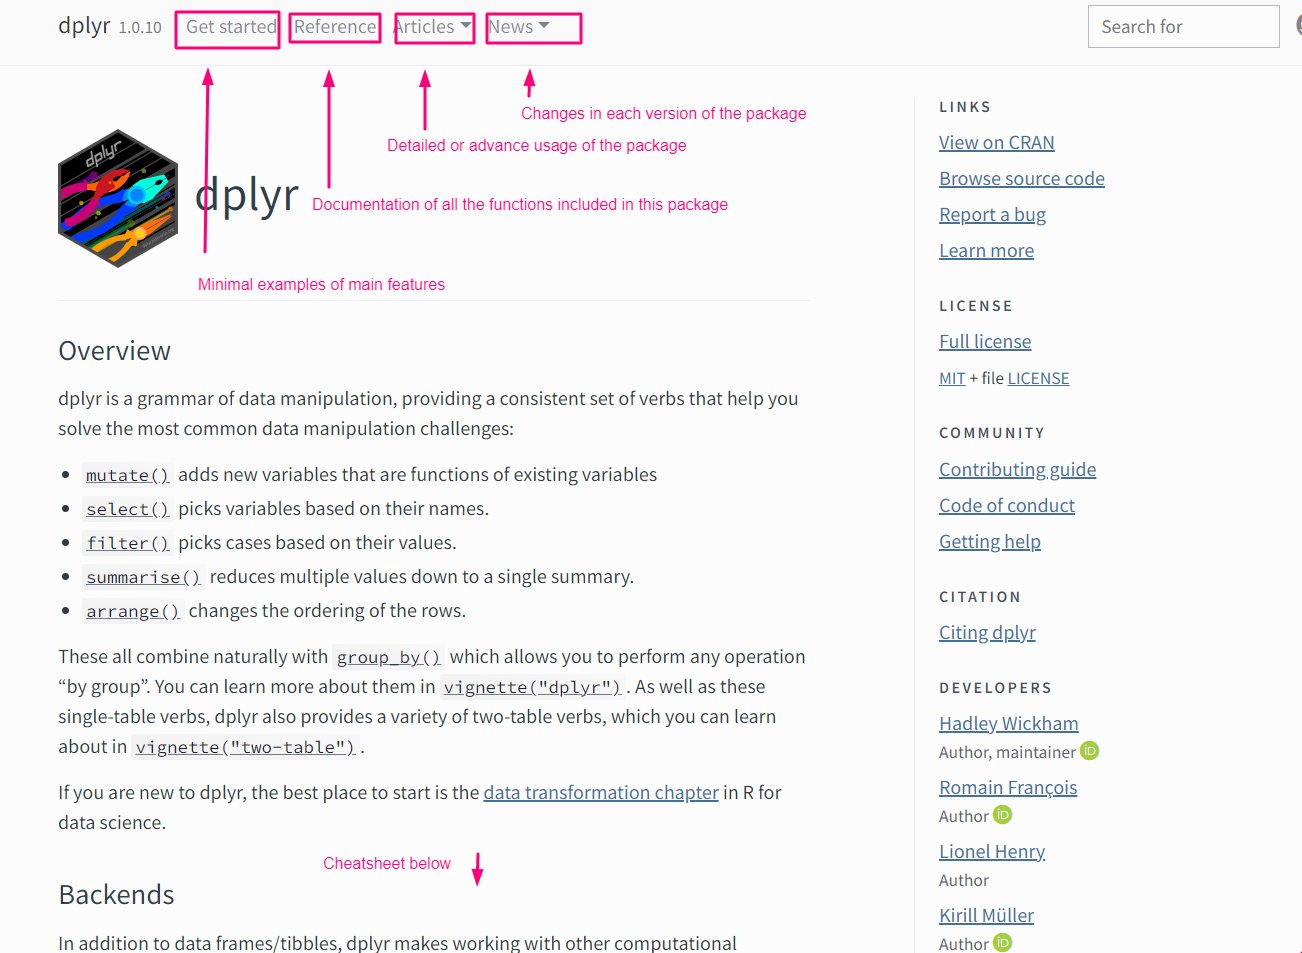 dplyr 1.0.10 Get started Reference Articles News Search for
Changes in each version of the package
Detailed or advance usage of the package
dplyr
dplyr
Documentation of all the functions included in this package
Minimal examples of main features
Overview
dplyr is a grammar of data manipulation, providing a consistent set of verbs that help you
solve the most common data manipulation challenges:
• mutate() adds new variables that are functions of existing variables
• select() picks variables based on their names.
• filter() picks cases based on their values.
• summarise() reduces multiple values down to a single summary.
• arrange() changes the ordering of the rows.
These all combine naturally with group_by() which allows you to perform any operation
“by group”. You can learn more about them in vignette("dplyr") . As well as these
single-table verbs, dplyr also provides a variety of two-table verbs, which you can learn
about in vignette("two-table") .
If you are new to dplyr, the best place to start is the data transformation chapter in R for
data science.
Cheatsheet below
Backends
In addition to data frames/tibbles, dplyr makes working with other computational
LINKS
View on CRAN
Browse source code
Report a bug
Learn more
LICENSE
Full license
MIT + file LICENSE
COMMUNITY
Contributing guide
Code of conduct
Getting help
CITATION
Citing dplyr
DEVELOPERS
Hadley Wickham
Author, maintainer iD
Romain François
Author iD
Lionel Henry
Author
Kirill Müller
Author iD